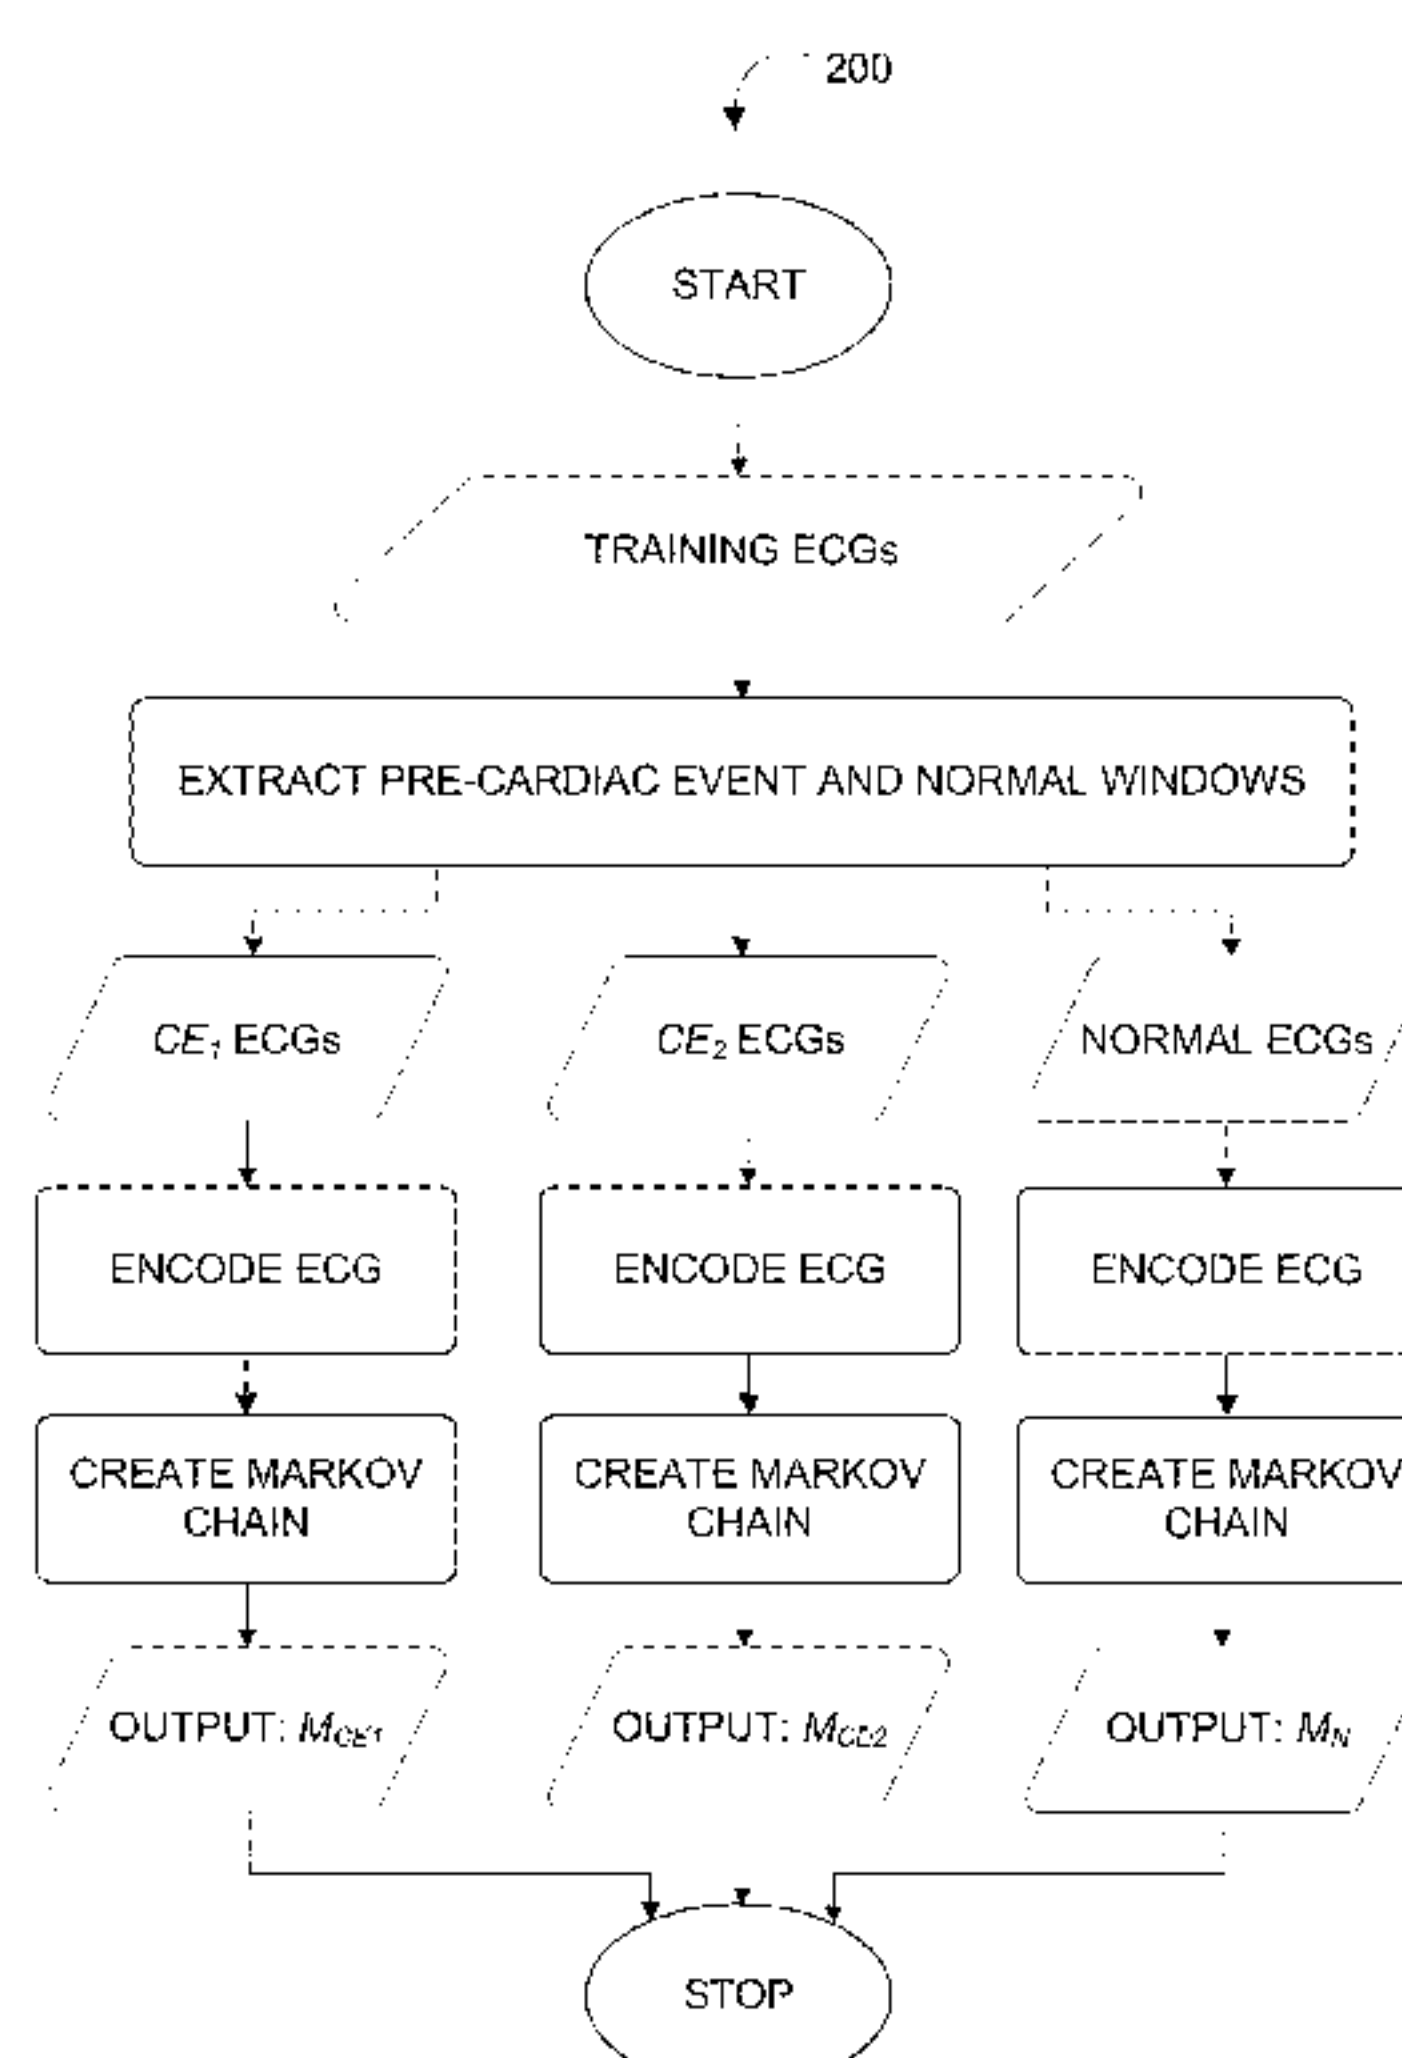 200
START
TRAINING ECGs
EXTRACT PRE-CARDIAC EVENT AND NORMAL WINDOWS
CE1 ECGs
CE2 ECGs
NORMAL ECGs
ENCODE ECG
ENCODE ECG
ENCODE ECG
CREATE MARKOV
CHAIN
CREATE MARKOV
CHAIN
CREATE MARKOV
CHAIN
OUTPUT: MCE1
OUTPUT: MCE2
OUTPUT: MN
STOP